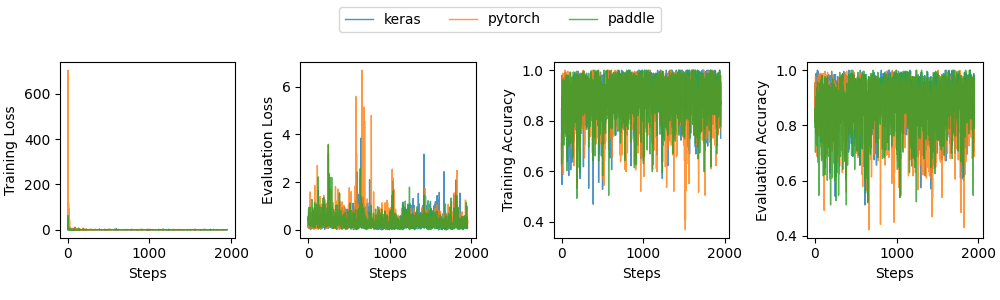 keras pytorch paddle
Training Loss
600
400
200
0
0 1000 2000
Steps
Evaluation Loss
6
4
2
0
0 1000 2000
Steps
Training Accuracy
1.0
0.8
0.6
0.4
0 1000 2000
Steps
Evaluation Accuracy
1.0
0.8
0.6
0.4
0 1000 2000
Steps